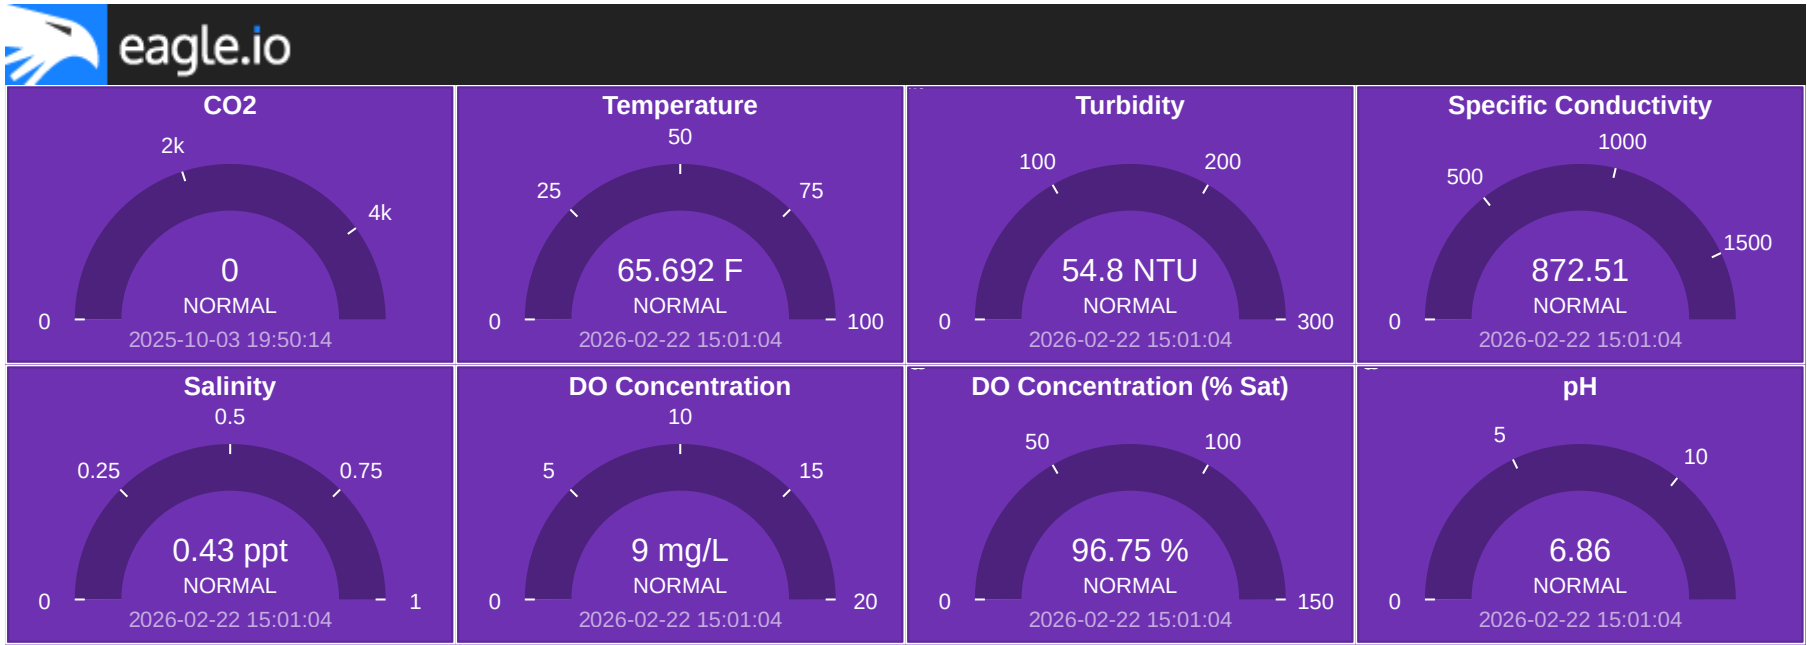 eagle.io
CO2
2k
4k
0
0
NORMAL
2025-10-03 19:50:14
Temperature
50
25
75
65.692 F
NORMAL
0
100
2026-02-22 15:01:04
Turbidity
100
200
54.8 NTU
NORMAL
0
300
2026-02-22 15:01:04
Specific Conductivity
1000
500
1500
872.51
NORMAL
0
2026-02-22 15:01:04
Salinity
0.5
0.25
0.75
0.43 ppt
NORMAL
0
1
2026-02-22 15:01:04
DO Concentration
10
5
15
9 mg/L
NORMAL
0
20
2026-02-22 15:01:04
DO Concentration (% Sat)
50
100
96.75 %
NORMAL
0
150
2026-02-22 15:01:04
pH
5
10
6.86
NORMAL
0
2026-02-22 15:01:04